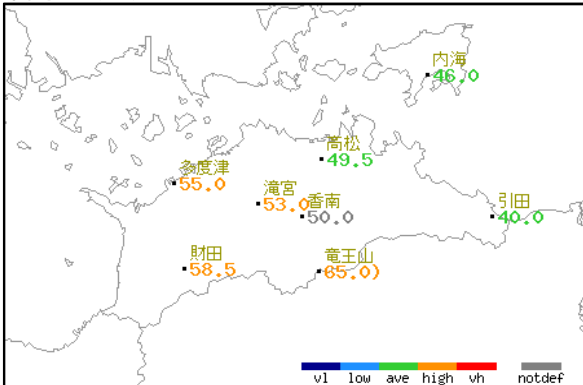 内海
46.0
高松
49.5
多度津
55.0
滝宮
53.0
香南
50.0
引田
40.0
財田
58.5
竜王山
65.0)
vl low ave high vh notdef